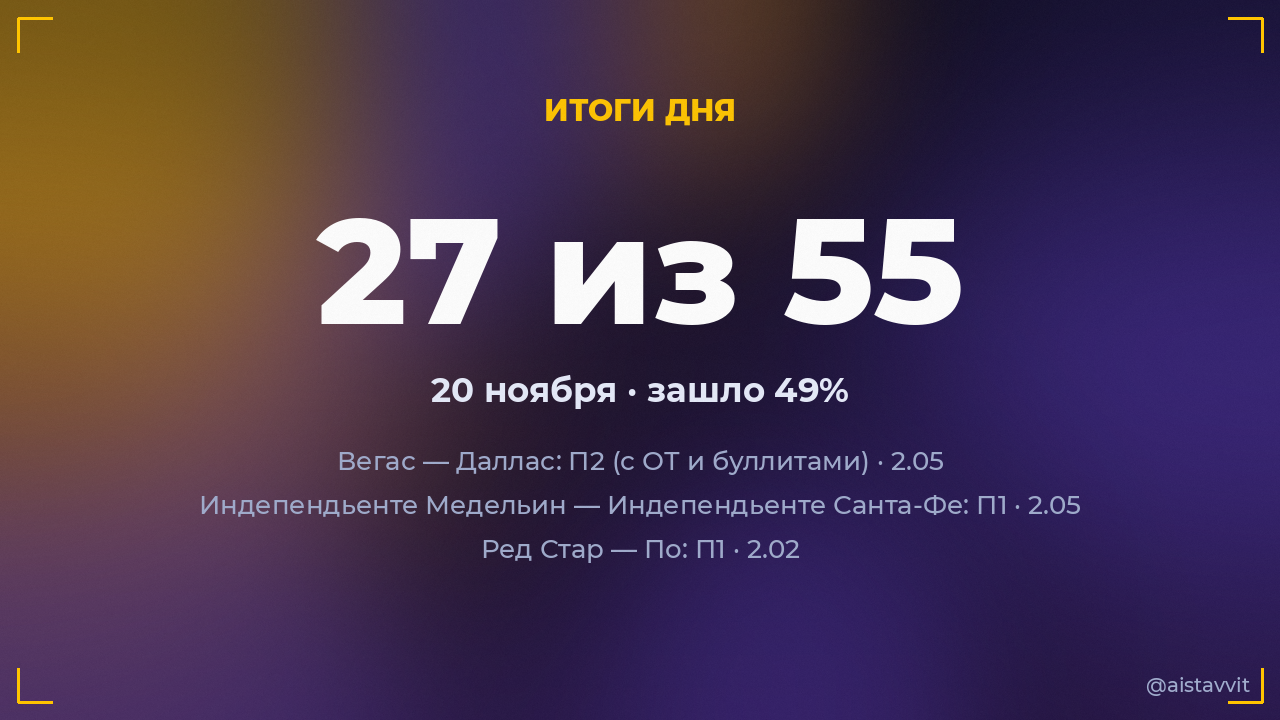 ИТОГИ ДНЯ
27 из 55
20 ноября · зашло 49%
Вегас — Даллас: П2 (с ОТ и буллитами) · 2.05
Индепендьенте Медельин — Индепендьенте Санта-Фе: П1 · 2.05
Ред Стар — По: П1 · 2.02
@aistavvit